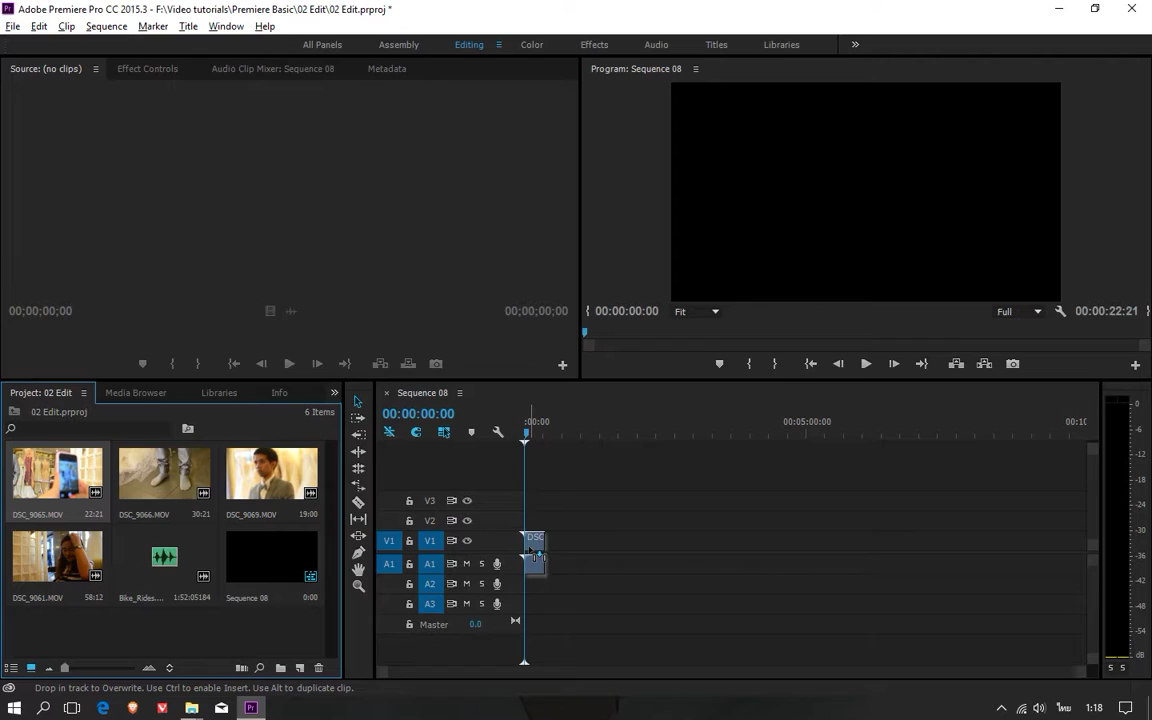 Adobe Premiere Pro CC 2015.3 - F:\Video tutorials\Premiere Basic\02 Edit\02 Edit.prproj *
File Edit Clip Sequence Marker Title Window Help
All Panels Assembly Editing Color Effects Audio Titles Libraries
Source: (no clips) Effect Controls Audio Clip Mixer: Sequence 08 Metadata
Program: Sequence 08
00;00;00;00 00;00;00;00
00:00:00:00 Fit Full 00:00:22:21
Project: 02 Edit Media Browser Libraries Info
02 Edit.prproj 6 Items
DSC_9065.MOV 22:21 DSC_9066.MOV 30:21 DSC_9069.MOV 19:00
DSC_9061.MOV 58:12 Bike_Rides... 1:52:05184 Sequence 08 0:00
Sequence 08
00:00:00:00
:00:00 00:05:00:00 00:10
V3
V2
V1 V1 DSC
A1 A1 M S
A2 M S
A3 M S
Master 0.0
0
-6
-12
-18
-24
-30
-36
-42
-48
-54
dB
S S
Drop in track to Overwrite. Use Ctrl to enable Insert. Use Alt to duplicate clip.
ไทย 1:18